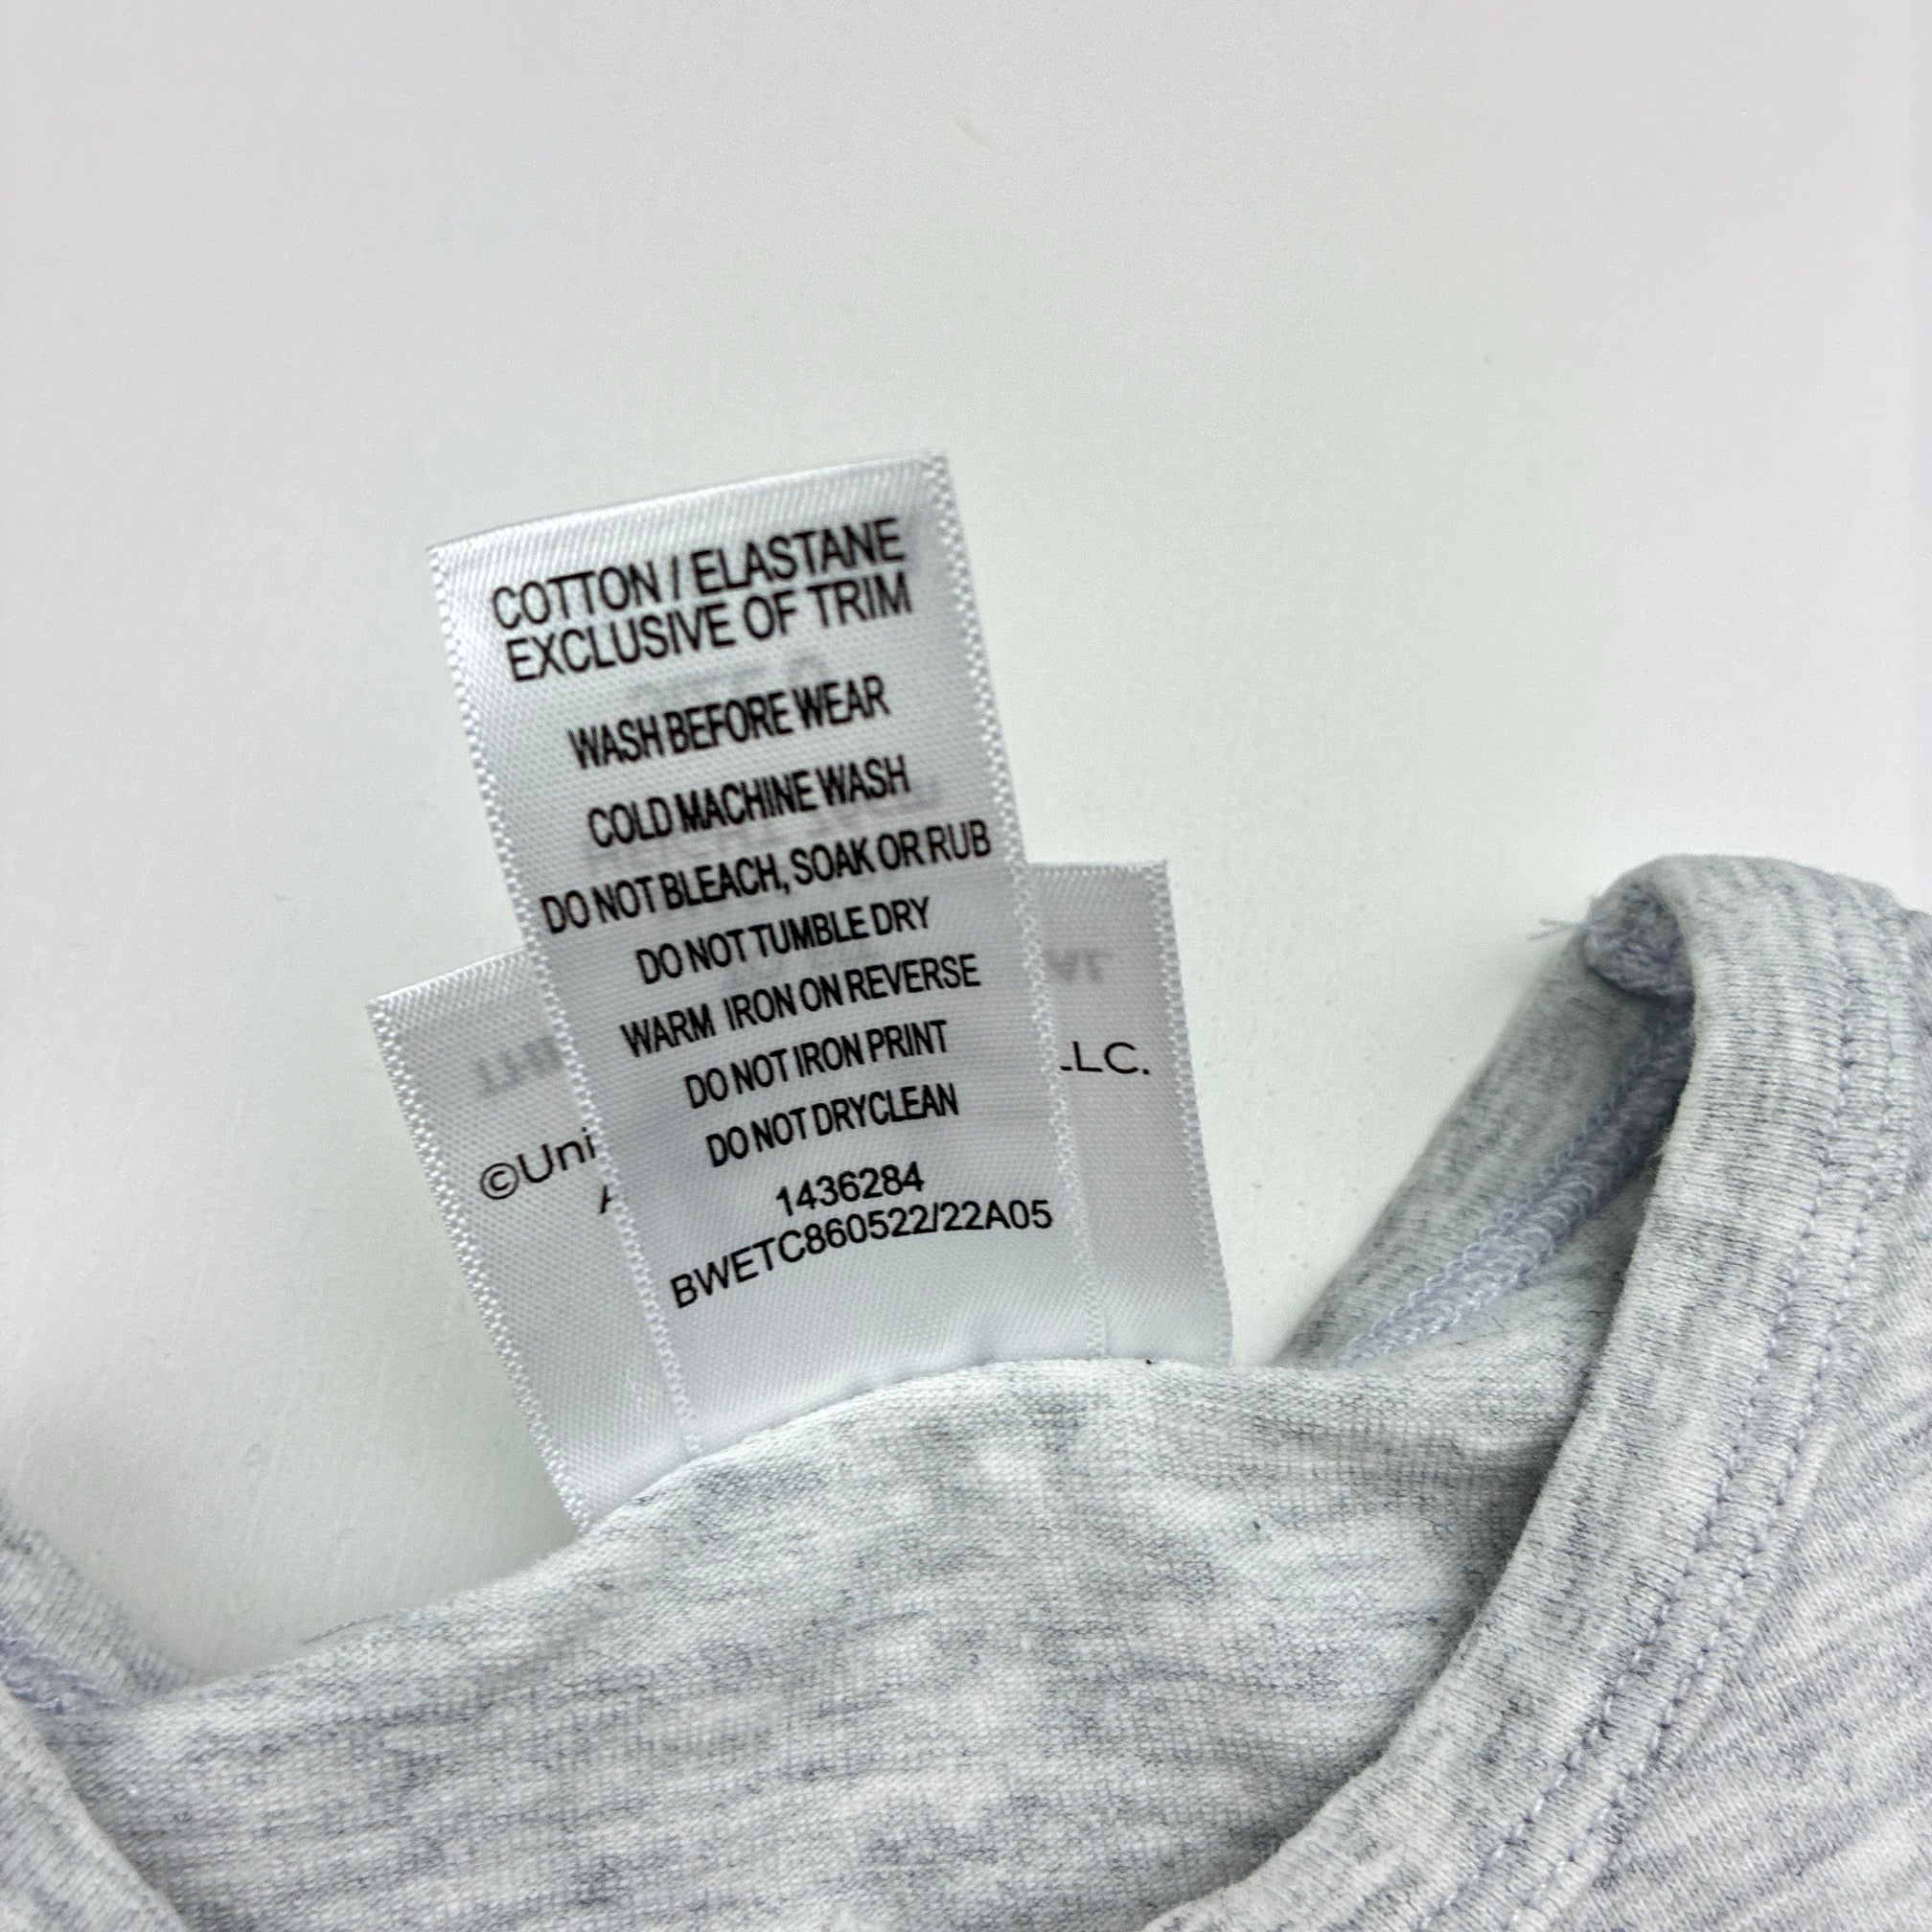 COTTON / ELASTANE
EXCLUSIVE OF TRIM
WASH BEFORE WEAR
COLD MACHINE WASH
DO NOT BLEACH, SOAK OR RUB
DO NOT TUMBLE DRY
WARM IRON ON REVERSE
DO NOT IRON PRINT
DO NOT DRYCLEAN
1436284
BWETC860522/22A05
©Uni
LLC.